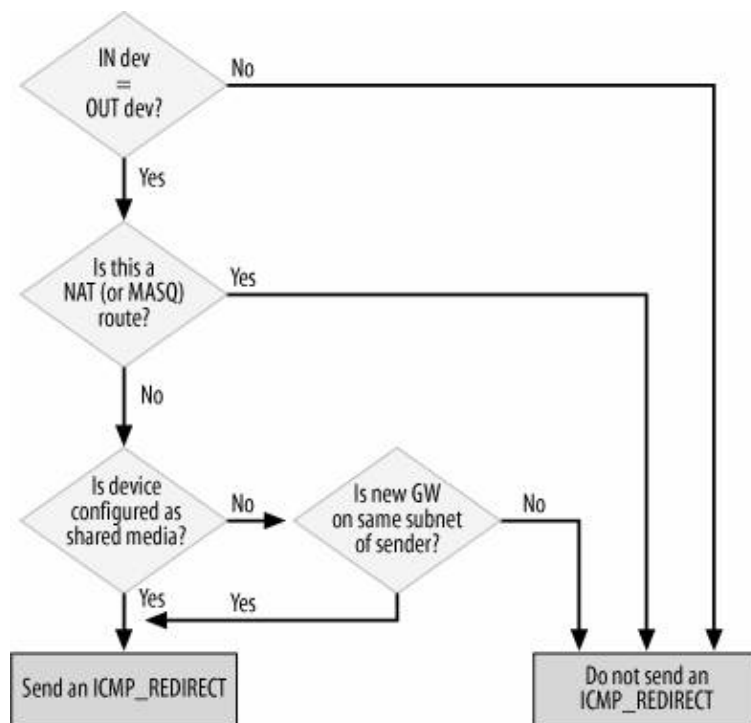 IN dev
=
OUT dev?
No
Yes
Is this a
NAT (or MASQ)
route?
Yes
No
Is device
configured as
shared media?
No
Is new GW
on same subnet
of sender?
No
Yes
Yes
Send an ICMP_REDIRECT
Do not send an
ICMP_REDIRECT